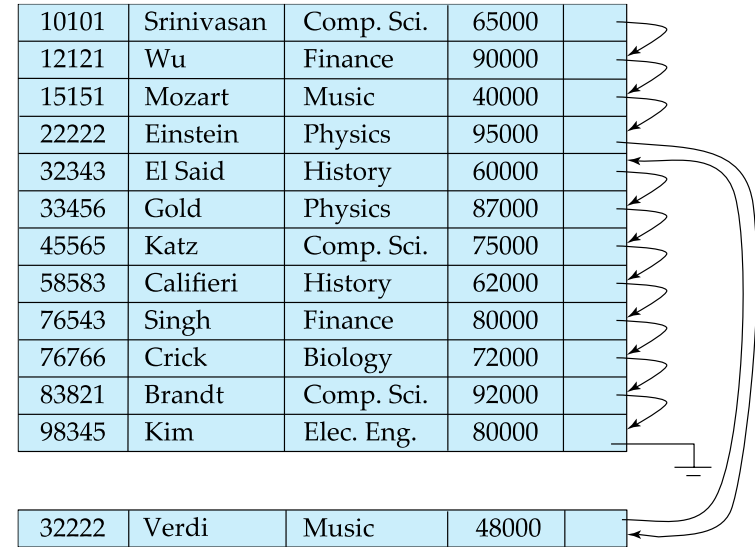 10101 Srinivasan Comp. Sci. 65000
12121 Wu Finance 90000
15151 Mozart Music 40000
22222 Einstein Physics 95000
32343 El Said History 60000
33456 Gold Physics 87000
45565 Katz Comp. Sci. 75000
58583 Califieri History 62000
76543 Singh Finance 80000
76766 Crick Biology 72000
83821 Brandt Comp. Sci. 92000
98345 Kim Elec. Eng. 80000
32222 Verdi Music 48000